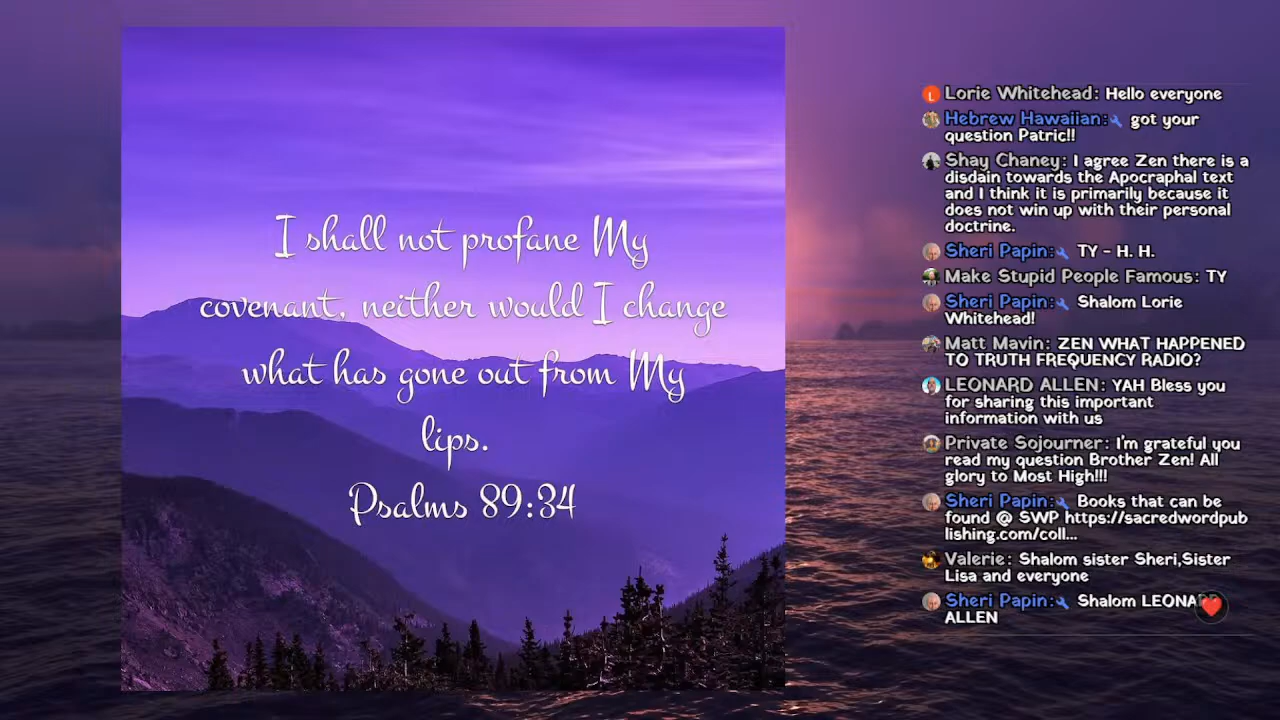 I shall not profane My
covenant, neither would I change
what has gone out from My
lips.
Psalms 89:34
L
Lorie Whitehead: Hello everyone
Hebrew Hawaiian: got your
question Patric!!
Shay Chaney: I agree Zen there is a
disdain towards the Apocraphal text
and I think it is primarily because it
does not win up with their personal
doctrine.
Sheri Papin: TY - H. H.
Make Stupid People Famous: TY
Sheri Papin: Shalom Lorie
Whitehead!
Matt Mavin: ZEN WHAT HAPPENED
TO TRUTH FREQUENCY RADIO?
LEONARD ALLEN: YAH Bless you
for sharing this important
information with us
Private Sojourner: I'm grateful you
read my question Brother Zen! All
glory to Most High!!!
Sheri Papin: Books that can be
found @ SWP https://sacredwordpub
lishing.com/coll...
Valerie: Shalom sister Sheri,Sister
Lisa and everyone
Sheri Papin: Shalom LEONARD
ALLEN